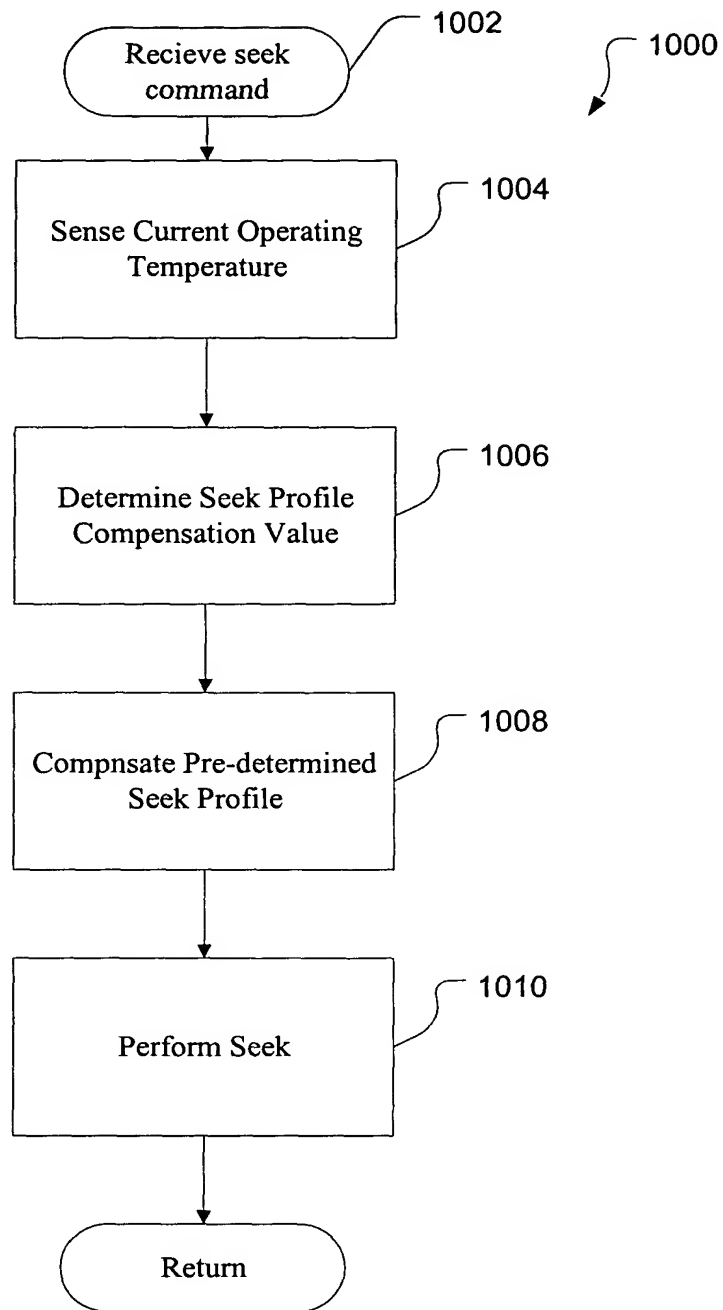 1002
1000
Recieve seek
command
1004
Sense Current Operating
Temperature
1006
Determine Seek Profile
Compensation Value
1008
Compnsate Pre-determined
Seek Profile
1010
Perform Seek
Return